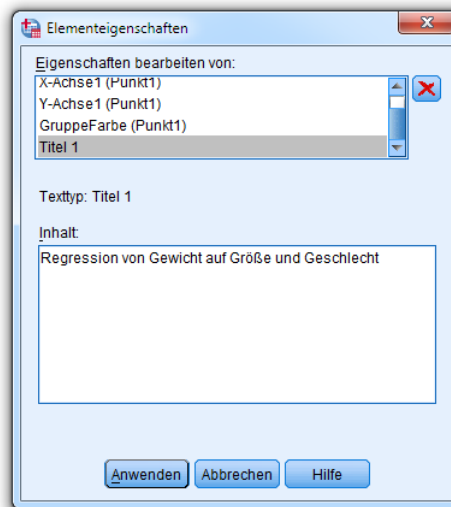 Elementeigenschaften
Eigenschaften bearbeiten von:
X-Achse1 (Punkt1)
Y-Achse1 (Punkt1)
GruppeFarbe (Punkt1)
Titel 1
Texttyp: Titel 1
Inhalt:
Regression von Gewicht auf Größe und Geschlecht
Anwenden Abbrechen Hilfe